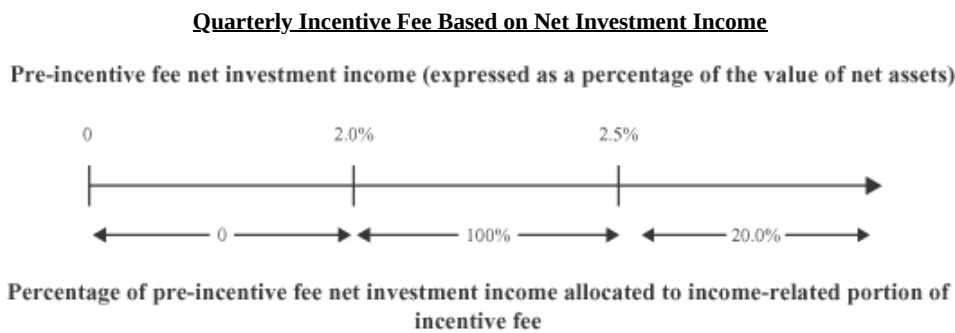 Quarterly Incentive Fee Based on Net Investment Income
Pre-incentive fee net investment income (expressed as a percentage of the value of net assets)
0 2.0% 2.5%
0 100% 20.0%
Percentage of pre-incentive fee net investment income allocated to income-related portion of
incentive fee